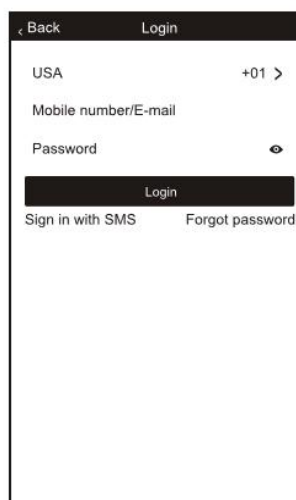 ‹ Back Login
USA +01 >
Mobile number/E-mail
Password
Login
Sign in with SMS Forgot password